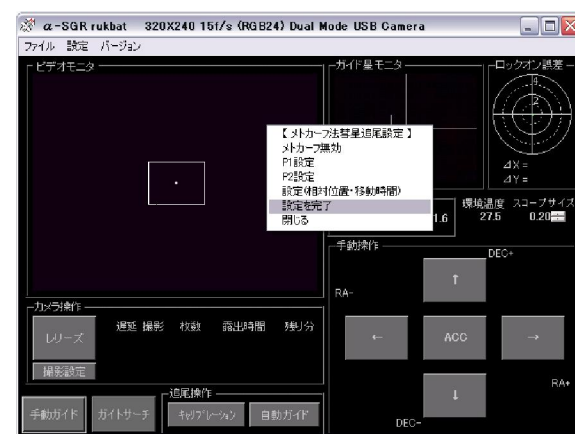 α-SGR rukbat 320X240 15f/s (RGB24) Dual Mode USB Camera
ファイル 設定 バージョン
ビデオモニタ
ガイド星モニタ
ロックオン誤差
4
2
⊿X =
⊿Y =
【 メトカーフ法彗星追尾設定 】
メトカーフ無効
P1設定
P2設定
設定(相対位置・移動時間)
設定を完了
閉じる
1.6
環境温度 スコープサイズ
27.5 0.20
手動操作
DEC+
RA-
↑
← ACC →
↓
RA+
DEC-
カメラ操作
レリーズ
遅延 撮影 枚数 露出時間 残り分
撮影設定
追尾操作
手動ガイド ガイドサーチ キャリブレーション 自動ガイド